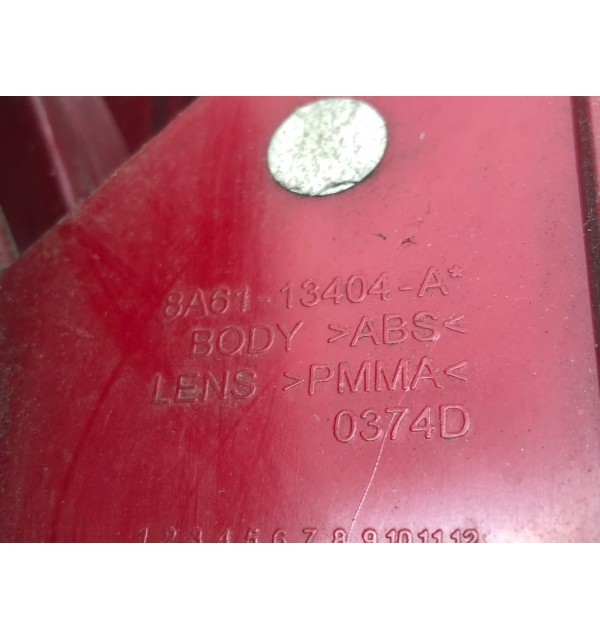 8A61-13404-A*
BODY >ABS<
LENS >PMMA<
0374D
1 2 3 4 5 6 7 8 9 10 11 12